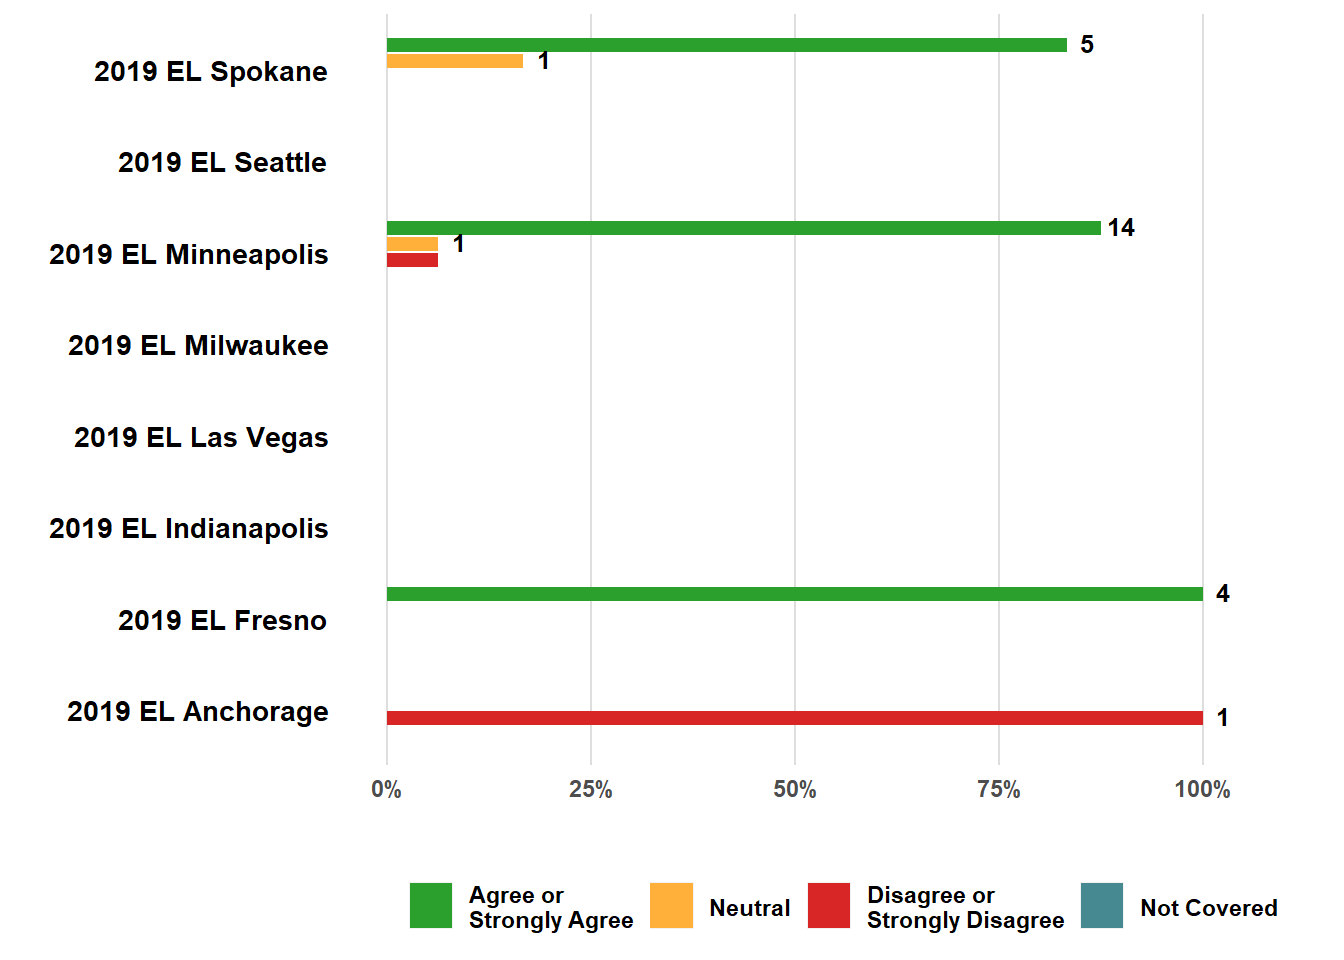 5
1
2019 EL Spokane
2019 EL Seattle
14
1
2019 EL Minneapolis
2019 EL Milwaukee
2019 EL Las Vegas
2019 EL Indianapolis
4
2019 EL Fresno
2019 EL Anchorage
1
0% 25% 50% 75% 100%
Agree or
Strongly Agree
Neutral
Disagree or
Strongly Disagree
Not Covered